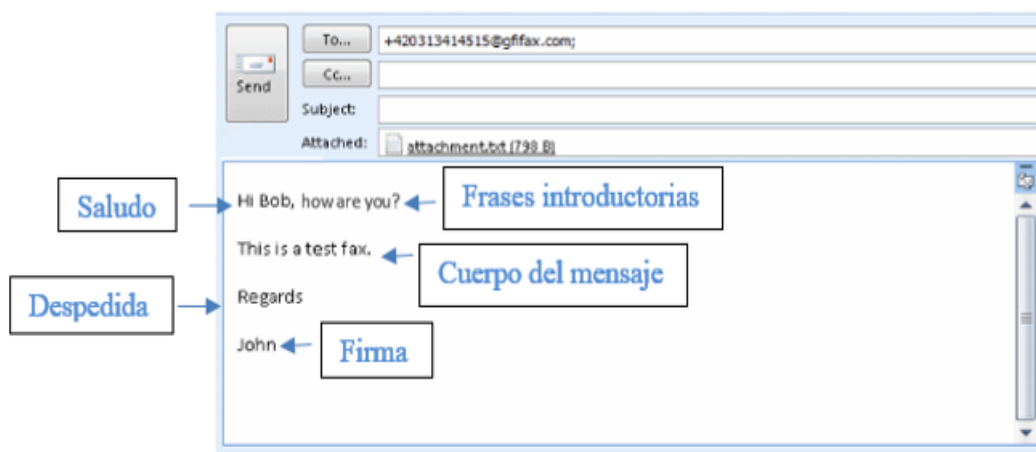 To... +420313414515@gfifax.com;
Cc...
Send
Subject:
Attached: attachment.txt (798 B)
Saludo Hi Bob, how are you? Frases introductorias
This is a test fax. Cuerpo del mensaje
Despedida Regards
John Firma